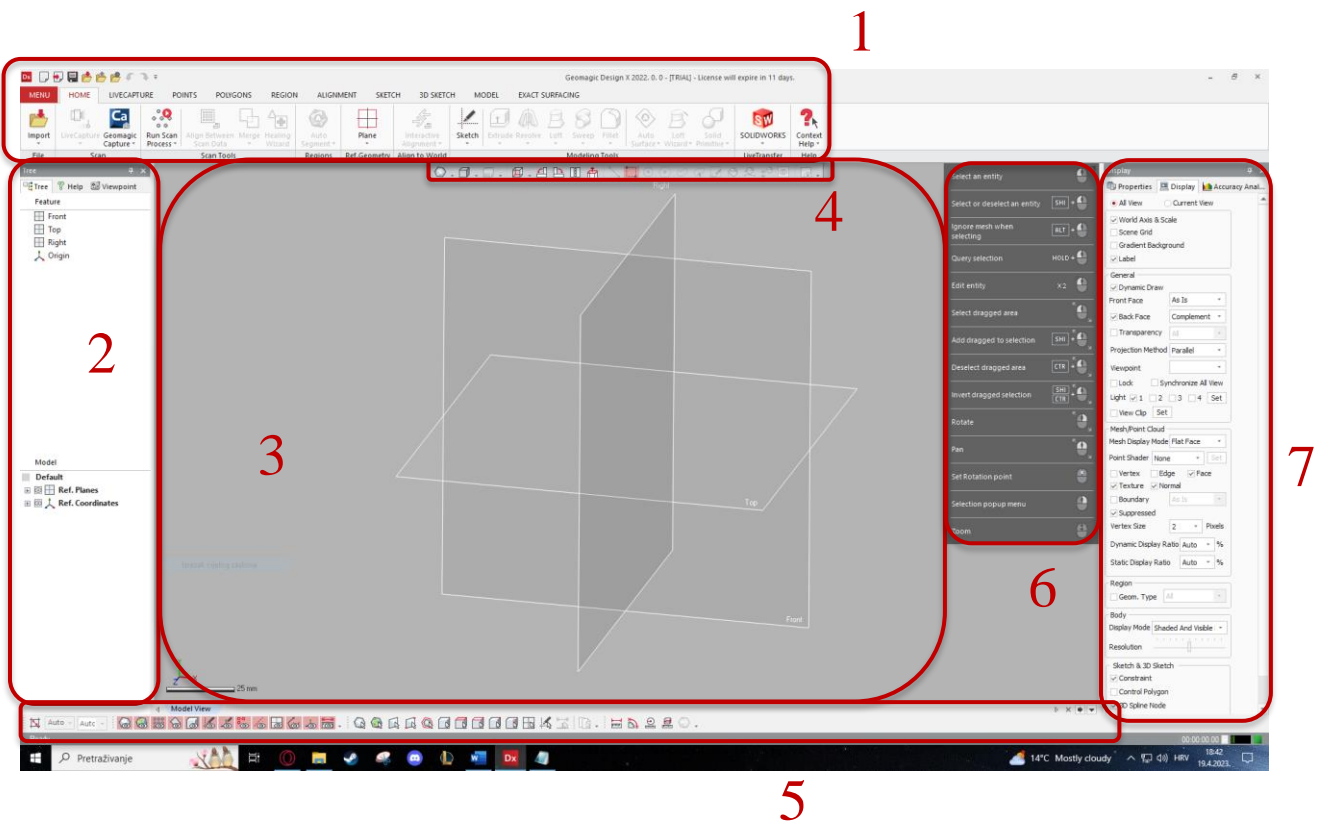 1
Geomagic Design X 2022. 0. 0 - [TRIAL] - License will expire in 11 days.
MENU HOME LIVECAPTURE POINTS POLYGONS REGION ALIGNMENT SKETCH 3D SKETCH MODEL EXACT SURFACING
Import LiveCapture Geomagic Capture Run Scan Process Align Between Scan Data Merge Healing Wizard Auto Segment Plane Interactive Alignment Sketch Extrude Revolve Loft Sweep Fillet Auto Surface Loft Wizard Solid Primitive SOLIDWORKS Context Help
File Scan Scan Tools Regions Ref.Geometry Align to World Modeling Tools LiveTransfer Help
Tree
Tree Help Viewpoint
Feature
Front
Top
Right
Origin
2
Model
Default
Ref. Planes
Ref. Coordinates
Right
Top
Front
3
25 mm
Model View
4
Select an entity
Select or deselect an entity SHI +
Ignore mesh when
selecting ALT +
Query selection HOLD +
Edit entity X2
Select dragged area
Add dragged to selection SHI +
Deselect dragged area CTR +
Invert dragged selection SHI CTR +
Rotate
Pan
Set Rotation point
Selection popup menu
Zoom
6
Display
Properties Display Accuracy Anal...
All View Current View
World Axis & Scale
Scene Grid
Gradient Background
Label
General
Dynamic Draw
Front Face As Is
Back Face Complement
Transparency All
Projection Method Parallel
Viewpoint
Lock Synchronize All View
Light 1 2 3 4 Set
View Clip Set
Mesh/Point Cloud
Mesh Display Mode Flat Face
Point Shader None Set
Vertex Edge Face
Texture Normal
Boundary As Is
Suppressed
Vertex Size 2 Pixels
Dynamic Display Ratio Auto %
Static Display Ratio Auto %
Region
Geom. Type All
Body
Display Mode Shaded And Visible
Resolution
Sketch & 3D Sketch
Constraint
Control Polygon
3D Spline Node
7
Auto Auto
Ready
00:00:00:00
Pretraživanje
14°C Mostly cloudy
HRV
18:42
19.4.2023.
5